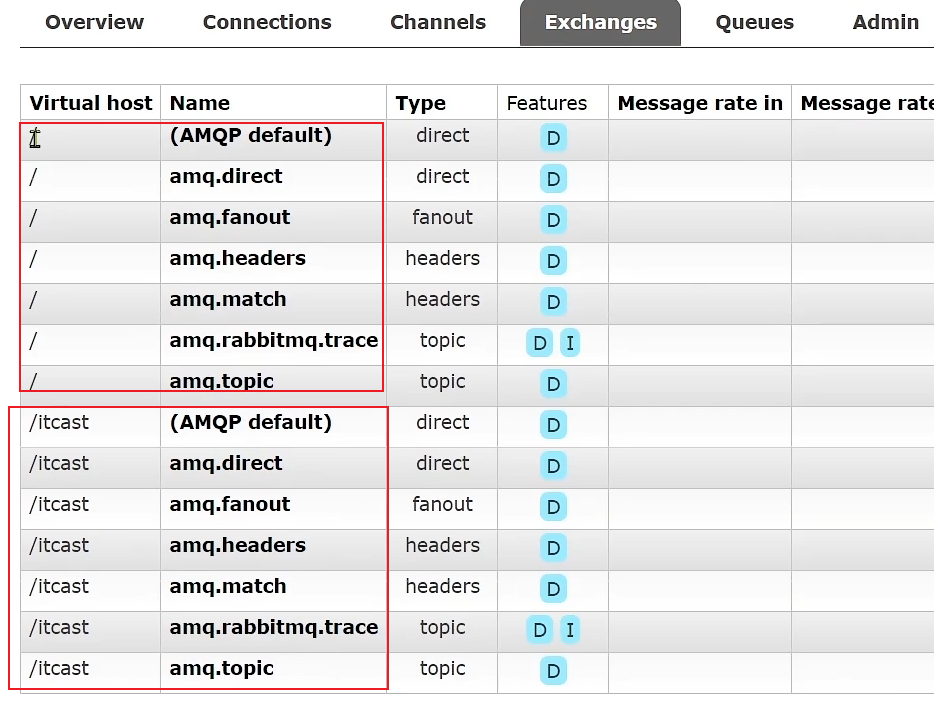 Overview Connections Channels Exchanges Queues Admin
Virtual host Name Type Features Message rate in Message rate
/ (AMQP default) direct D
/ amq.direct direct D
/ amq.fanout fanout D
/ amq.headers headers D
/ amq.match headers D
/ amq.rabbitmq.trace topic D I
/ amq.topic topic D
/itcast (AMQP default) direct D
/itcast amq.direct direct D
/itcast amq.fanout fanout D
/itcast amq.headers headers D
/itcast amq.match headers D
/itcast amq.rabbitmq.trace topic D I
/itcast amq.topic topic D